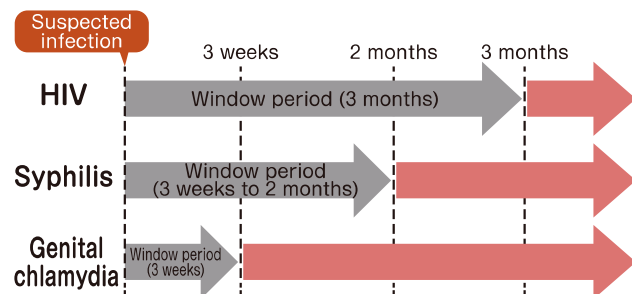 Suspected
infection
3 weeks
2 months
3 months
HIV
Window period (3 months)
Syphilis
Window period
(3 weeks to 2 months)
Genital
chlamydia
Window period
(3 weeks)